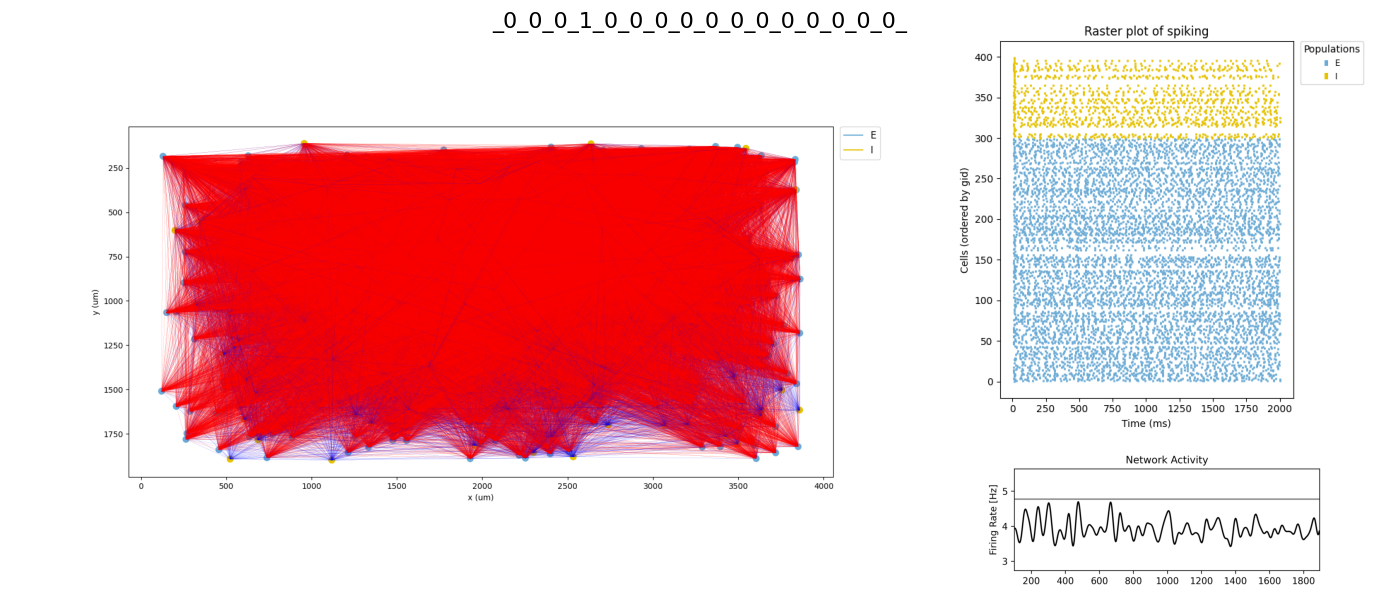 _0_0_0_1_0_0_0_0_0_0_0_0_0_0_0_0_
E
I
250
500
750
1000
1250
1500
1750
y (um)
0 500 1000 1500 2000 2500 3000 3500 4000
x (um)
Raster plot of spiking
Populations
E
I
400
350
300
250
200
150
100
50
0
Cells (ordered by gid)
0 250 500 750 1000 1250 1500 1750 2000
Time (ms)
Network Activity
5
4
3
Firing Rate [Hz]
200 400 600 800 1000 1200 1400 1600 1800